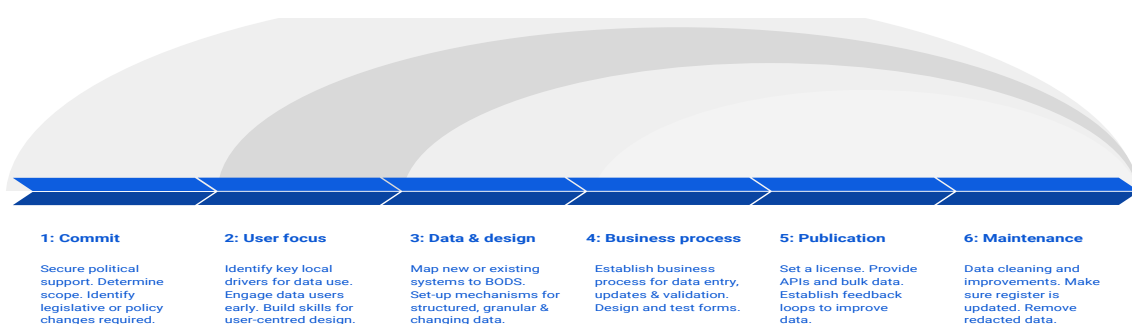 1: Commit
Secure political
support. Determine
scope. Identify
legislative or policy
changes required.
2: User focus
Identify key local
drivers for data use.
Engage data users
early. Build skills for
user-centred design.
3: Data & design
Map new or existing
systems to BODS.
Set-up mechanisms for
structured, granular &
changing data.
4: Business process
Establish business
process for data entry,
updates & validation.
Design and test forms.
5: Publication
Set a license. Provide
APIs and bulk data.
Establish feedback
loops to improve
data.
6: Maintenance
Data cleaning and
improvements. Make
sure register is
updated. Remove
redacted data.